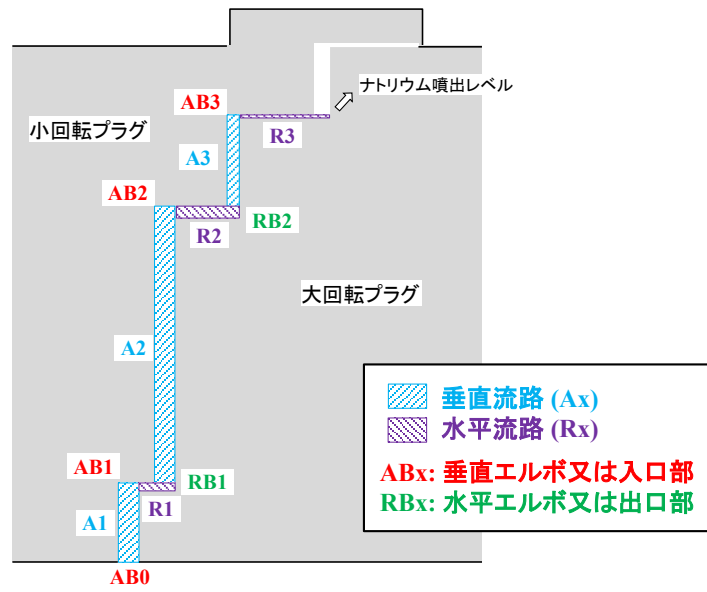 ナトリウム噴出レベル
AB3
小回転プラグ
R3
A3
AB2
R2
RB2
大回転プラグ
A2
垂直流路 (Ax)
水平流路 (Rx)
AB1
RB1
ABx: 垂直エルボ又は入口部
R1
RBx: 水平エルボ又は出口部
A1
AB0